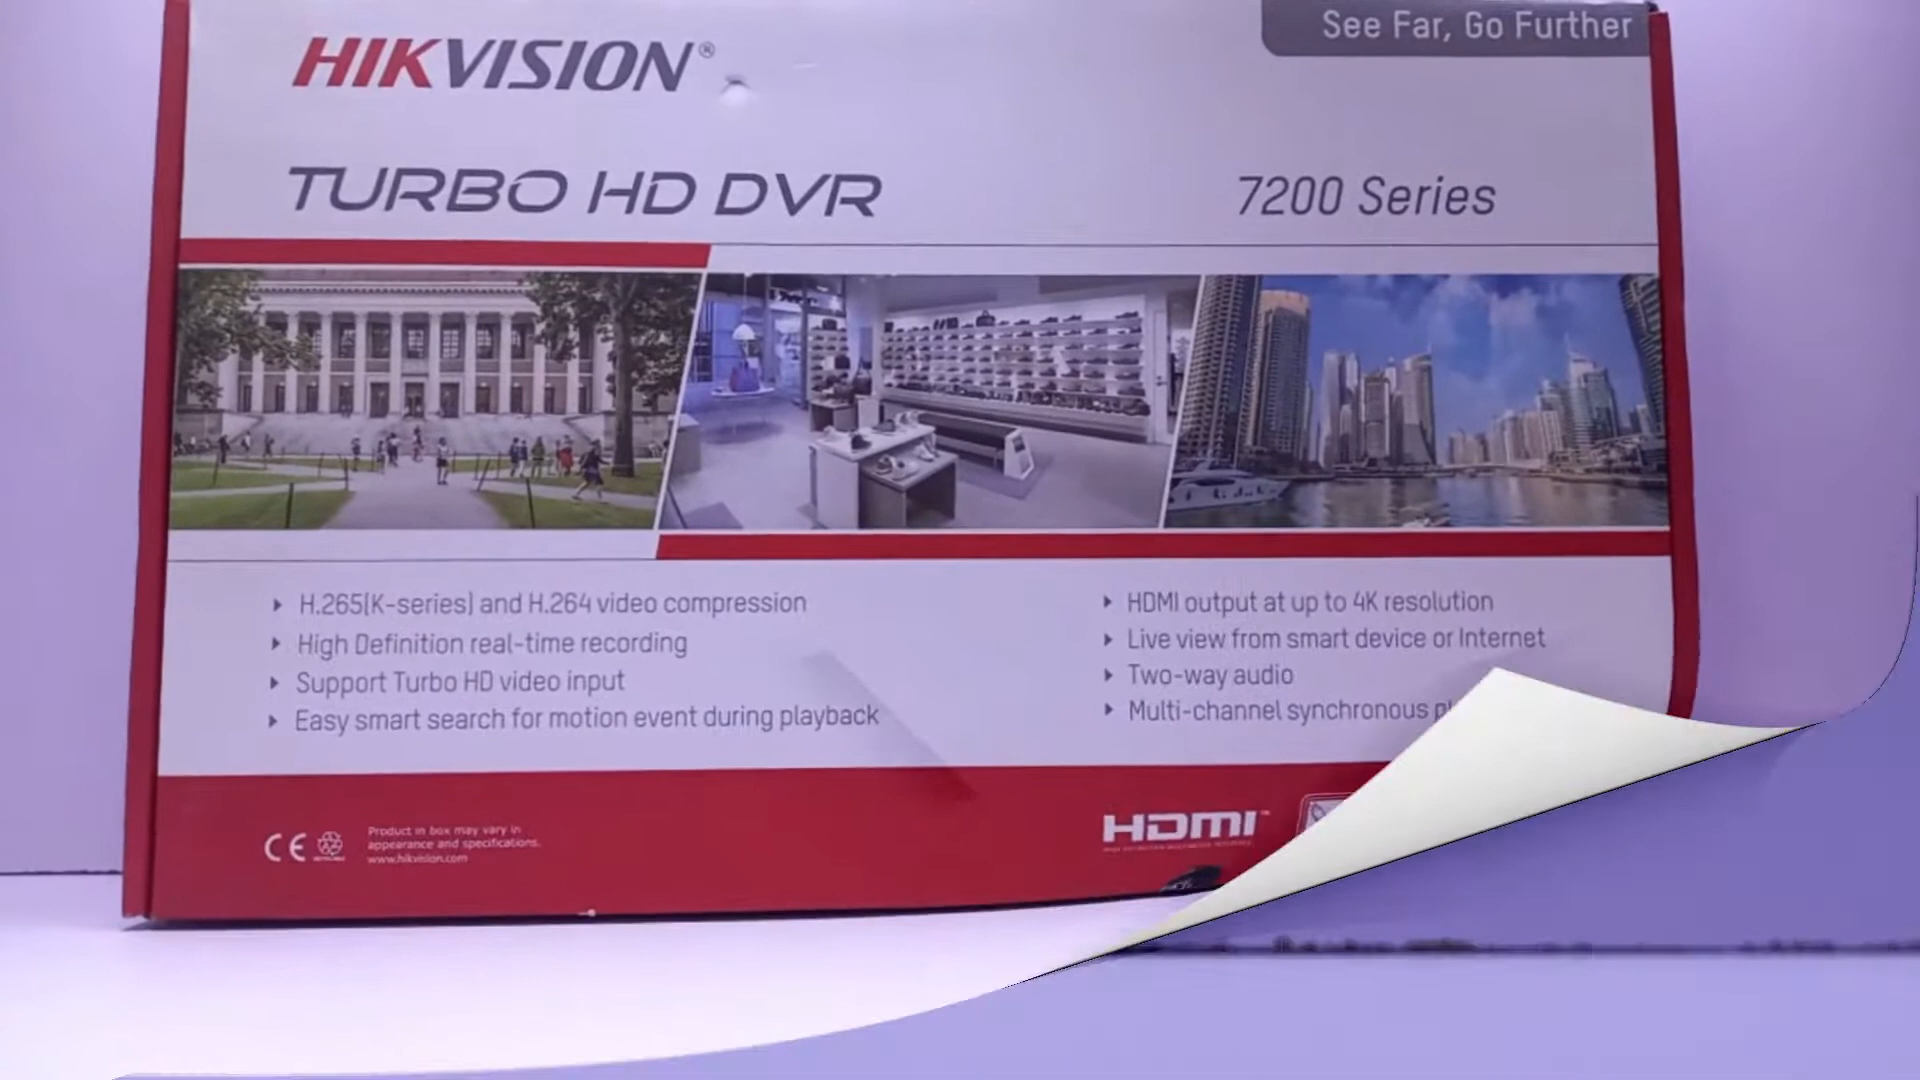 See Far, Go Further
HIKVISION®
TURBO HD DVR
7200 Series
H.265(K-series) and H.264 video compression
High Definition real-time recording
Support Turbo HD video input
Easy smart search for motion event during playback
HDMI output at up to 4K resolution
Live view from smart device or Internet
Two-way audio
Multi-channel synchronous
CE
Product in box may vary in
appearance and specifications.
www.hikvision.com
HDMI™